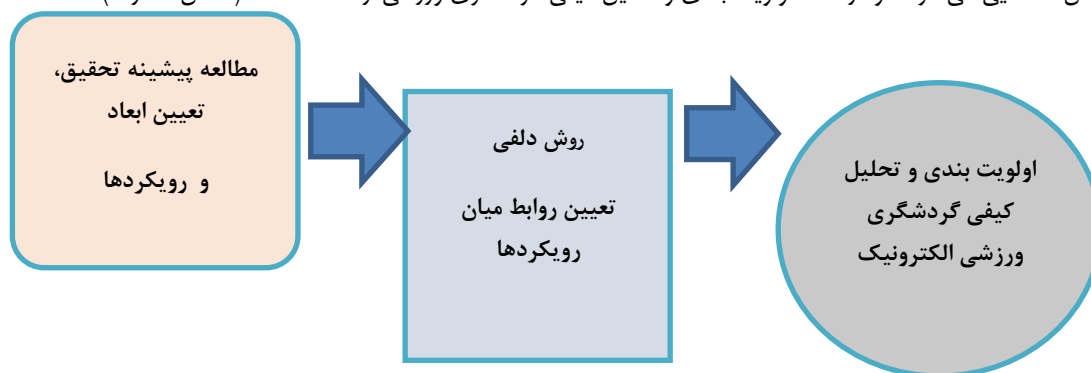 مطالعه پیشینه تحقیق،
تعیین ابعاد
و رویکردها
روش دلفی
تعیین روابط میان
رویکردها
اولویت بندی و تحلیل
کیفی گردشگری
ورزشی الکترونیک